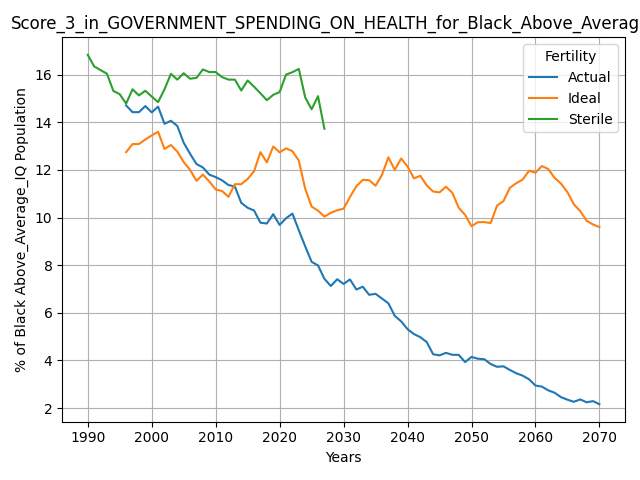 Score_3_in_GOVERNMENT_SPENDING_ON_HEALTH_for_Black_Above_Averag
% of Black Above_Average_IQ Population
16
14
12
10
8
6
4
2
Fertility
Actual
Ideal
Sterile
1990 2000 2010 2020 2030 2040 2050 2060 2070
Years